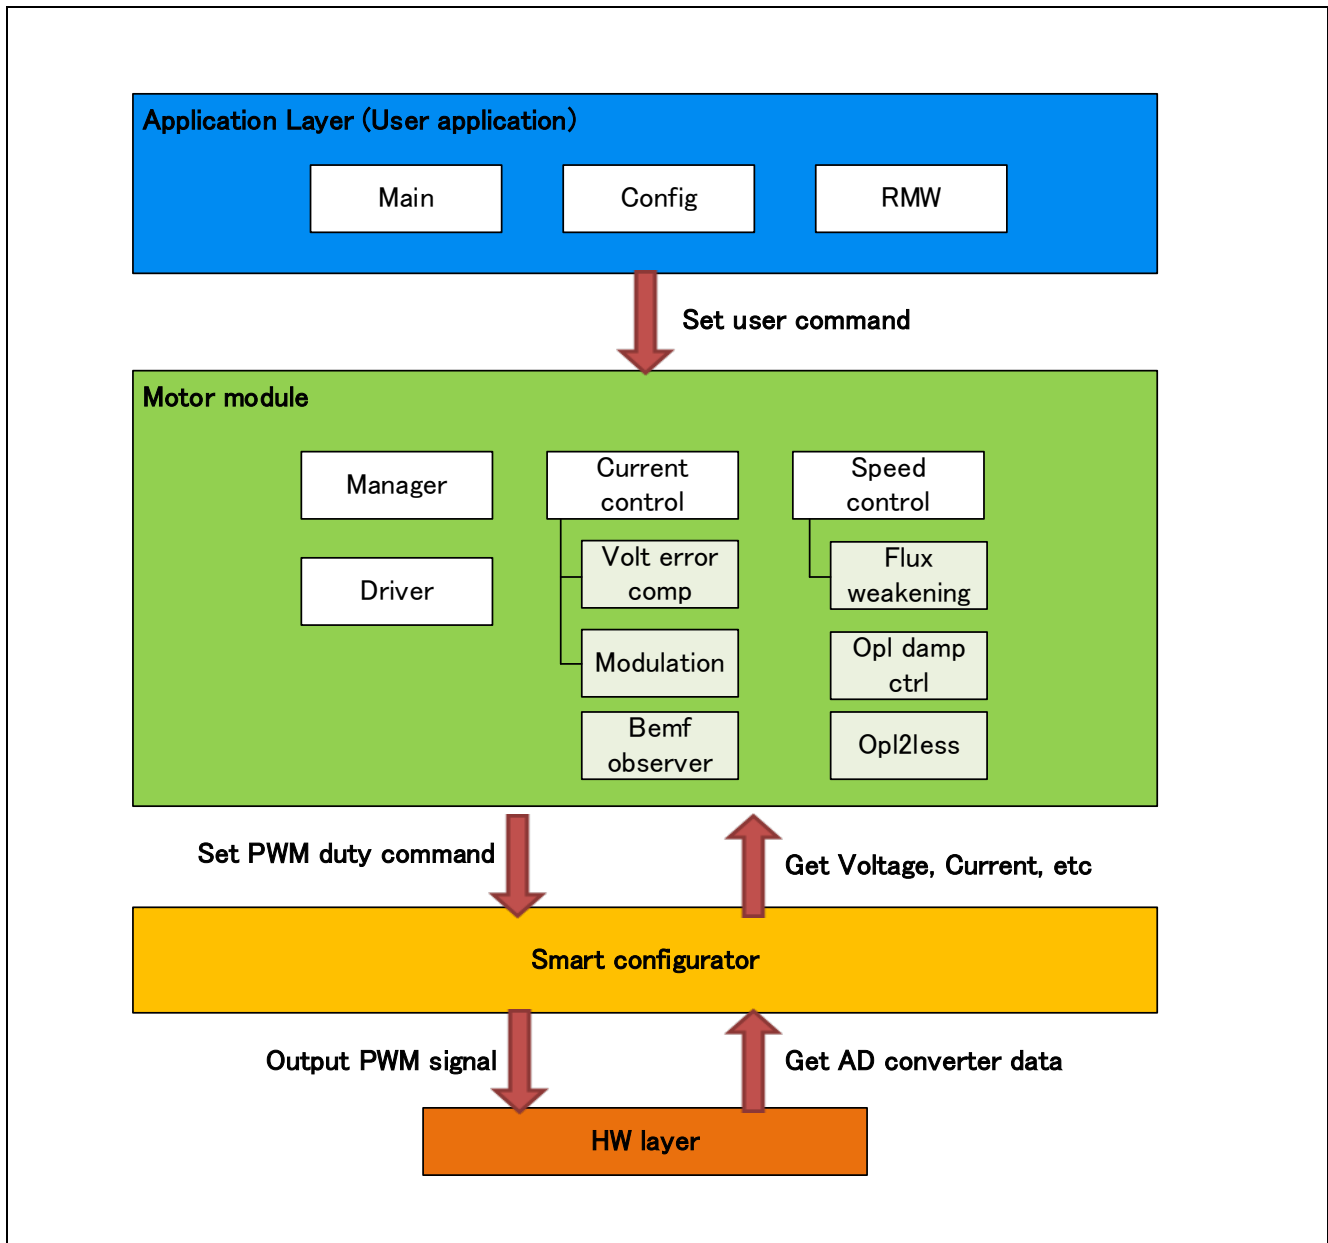 Application Layer (User application)
Main
Config
RMW
Set user command
Motor module
Manager
Current
control
Speed
control
Driver
Volt error
comp
Flux
weakening
Modulation
Opl damp
ctrl
Bemf
observer
Opl2less
Set PWM duty command
Get Voltage, Current, etc
Smart configurator
Output PWM signal
Get AD converter data
HW layer